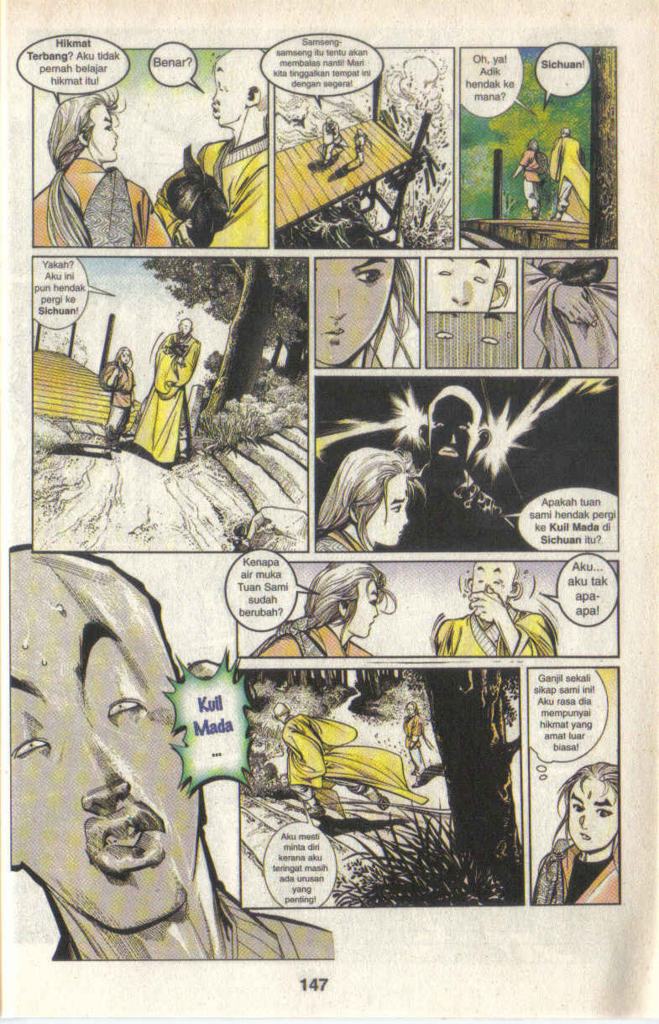 Hikmat
Terbang? Aku tidak
pernah belajar
hikmat itu!
Benar?
Samseng-
samseng itu tentu akan
membalas nanti! Mari
kita tinggalkan tempat ini
dengan segera!
Oh, ya!
Adik
hendak ke
mana?
Sichuan!
Yakah?
Aku ini
pun hendak
pergi ke
Sichuan!
Apakah tuan
sami hendak pergi
ke Kuil Mada di
Sichuan itu?
Kenapa
air muka
Tuan Sami
sudah
berubah?
Aku...
aku tak
apa-
apa!
Kuil
Mada
...
Aku mesti
minta diri
kerana aku
teringat masih
ada urusan
yang
penting!
Ganjil sekali
sikap sami ini!
Aku rasa dia
mempunyai
hikmat yang
amat luar
biasa!
147